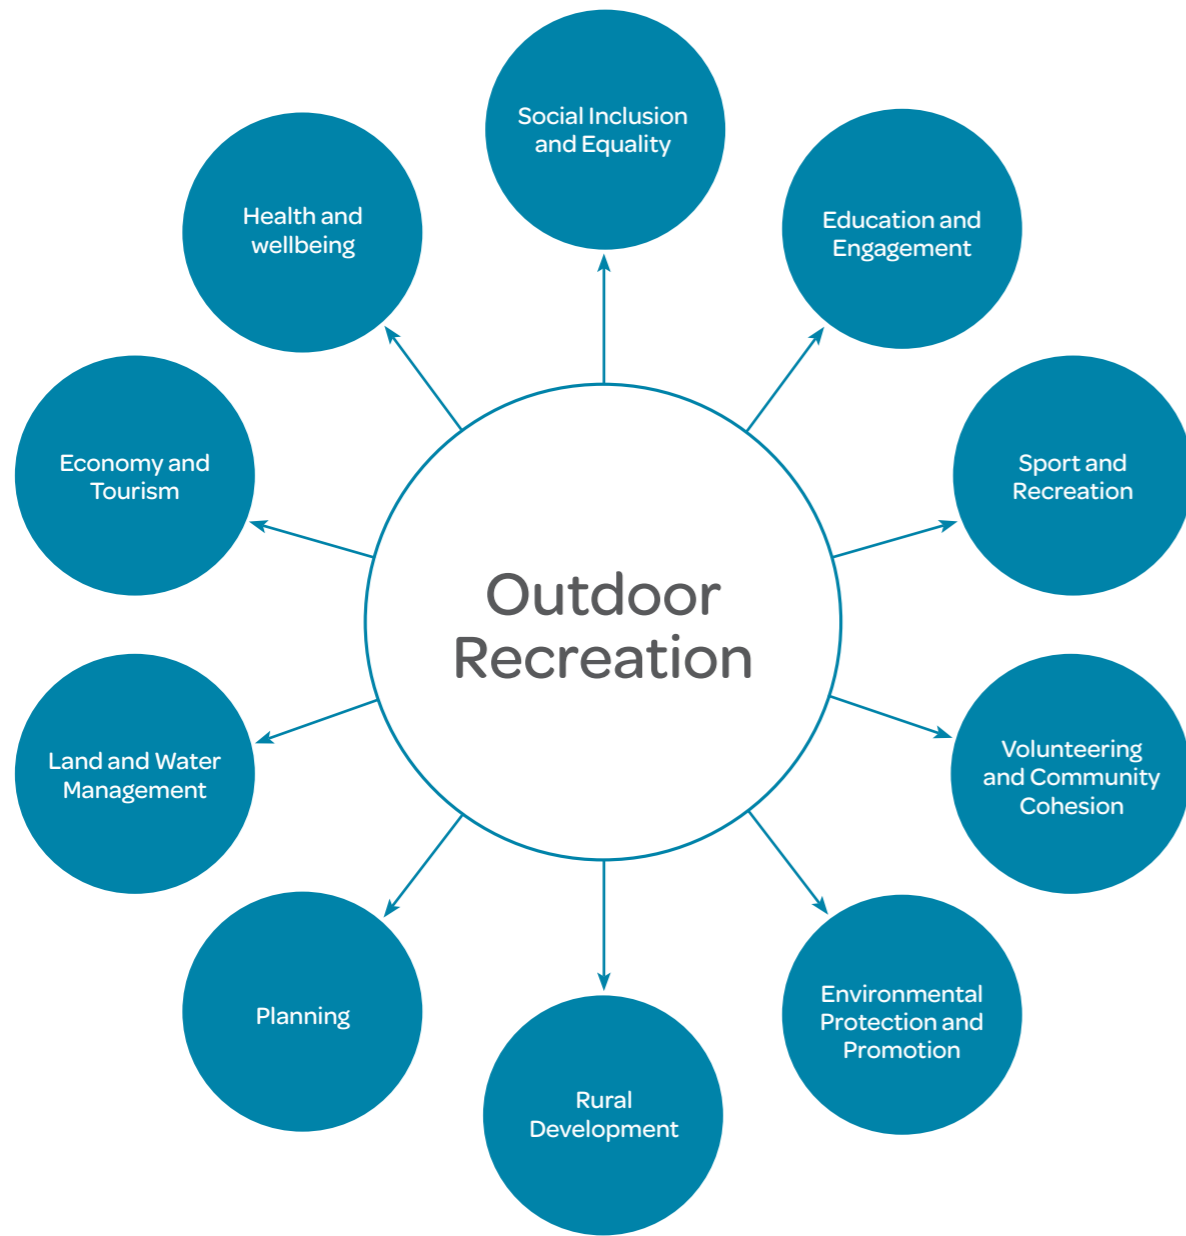 Social Inclusion
and Equality
Education and
Engagement
Sport and
Recreation
Volunteering
and Community
Cohesion
Environmental
Protection and
Promotion
Rural
Development
Planning
Land and Water
Management
Economy and
Tourism
Health and
wellbeing
Outdoor
Recreation